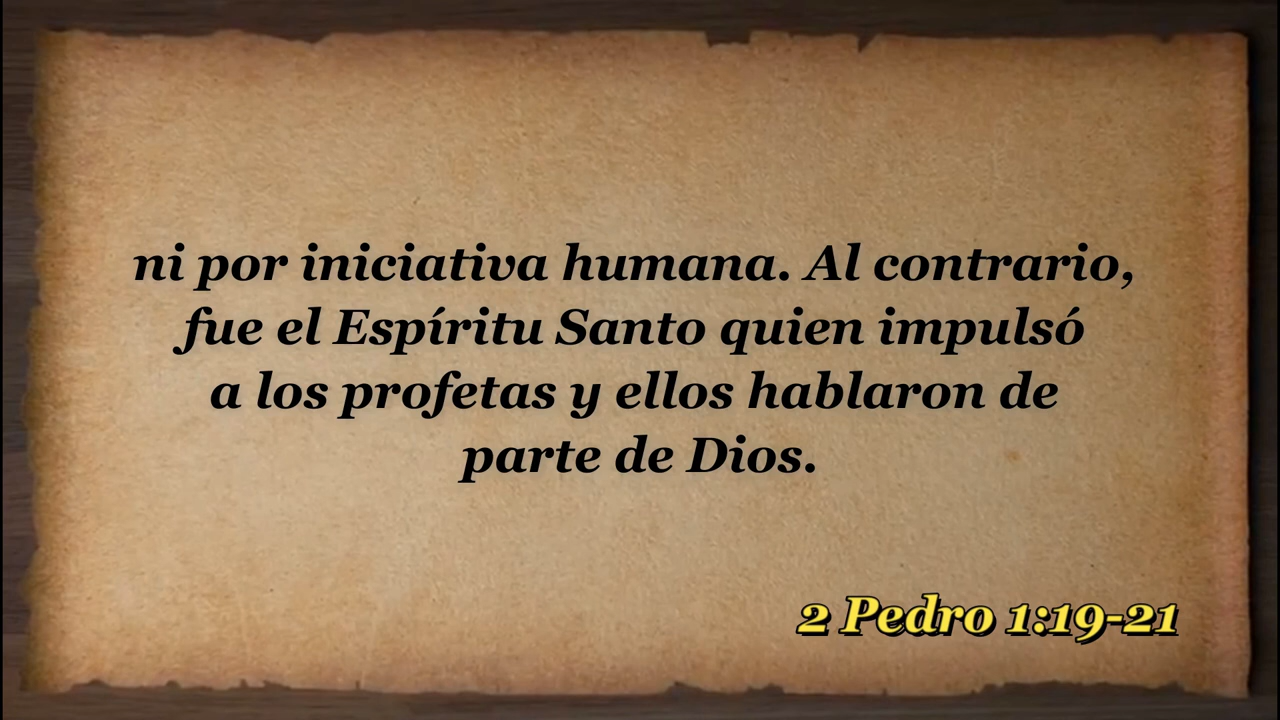 ni por iniciativa humana. Al contrario,
fue el Espíritu Santo quien impulsó
a los profetas y ellos hablaron de
parte de Dios.
2 Pedro 1:19-21